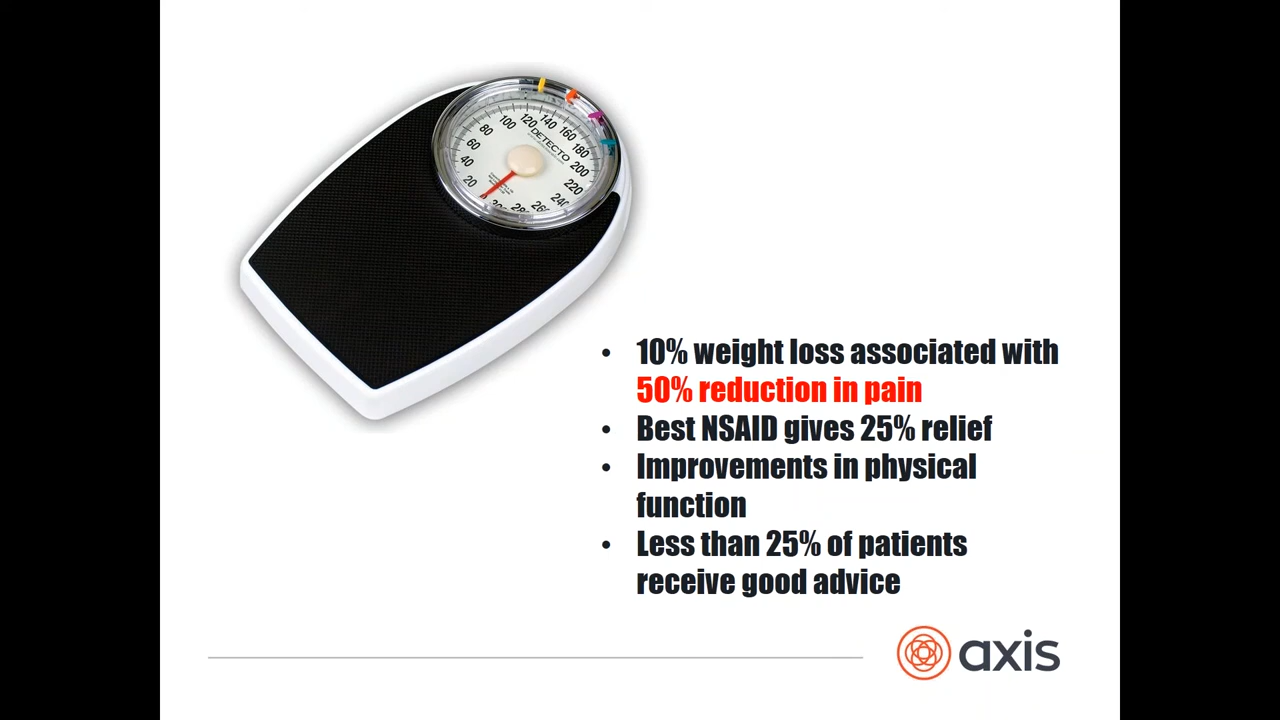 20
40
60
80
100
120
140
160
180
200
220
240
DETECTO
• 10% weight loss associated with
50% reduction in pain
• Best NSAID gives 25% relief
• Improvements in physical
function
• Less than 25% of patients
receive good advice
axis